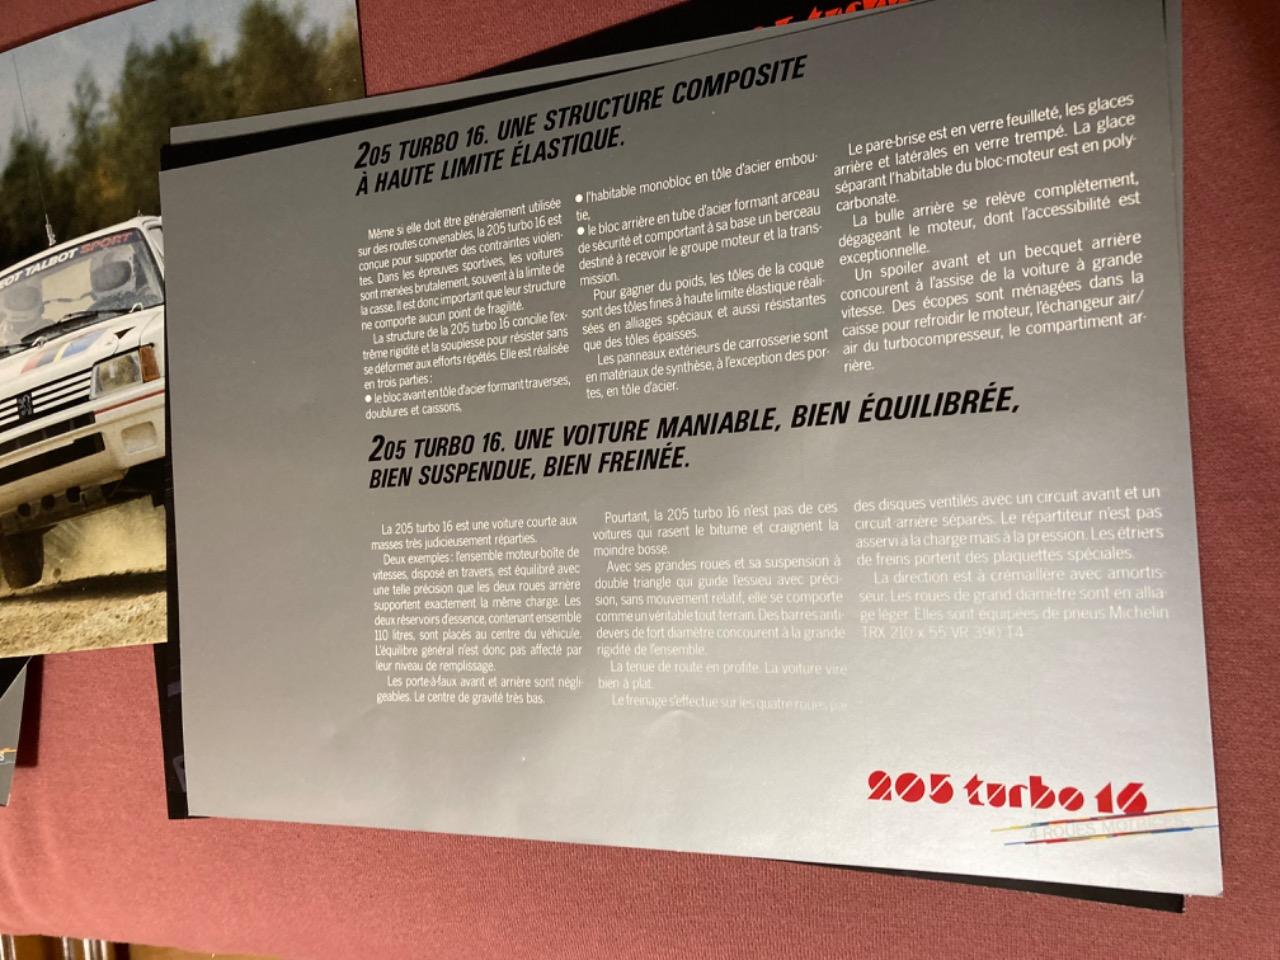 205 TURBO 16. UNE STRUCTURE COMPOSITE
À HAUTE LIMITE ÉLASTIQUE.
Même si elle doit être généralement utilisée
sur des routes convenables, la 205 turbo 16 est
conçue pour supporter des contraintes violen-
tes. Dans les épreuves sportives, les voitures
sont menées brutalement, souvent à la limite de
la casse. Il est donc important que leur structure
ne comporte aucun point de fragilité.
La structure de la 205 turbo 16 concilie l'ex-
trême rigidité et la souplesse pour résister sans
se déformer aux efforts répétés. Elle est réalisée
en trois parties :
● le bloc avant en tôle d'acier formant traverses,
doublures et caissons,
● l'habitable monobloc en tôle d'acier embou-
tie,
● le bloc arrière en tube d'acier formant arceau
de sécurité et comportant à sa base un berceau
destiné à recevoir le groupe moteur et la trans-
mission.
Pour gagner du poids, les tôles de la coque
sont des tôles fines à haute limite élastique réali-
sées en alliages spéciaux et aussi résistantes
que des tôles épaisses.
Les panneaux extérieurs de carrosserie sont
en matériaux de synthèse, à l'exception des por-
tes, en tôle d'acier.
Le pare-brise est en verre feuilleté, les glaces
arrière et latérales en verre trempé. La glace
séparant l'habitable du bloc-moteur est en poly-
carbonate.
La bulle arrière se relève complètement,
dégageant le moteur, dont l'accessibilité est
exceptionnelle.
Un spoiler avant et un becquet arrière
concourent à l'assise de la voiture à grande
vitesse. Des écopes sont ménagées dans la
caisse pour refroidir le moteur, l'échangeur air/
air du turbocompresseur, le compartiment ar-
rière.
205 TURBO 16. UNE VOITURE MANIABLE, BIEN ÉQUILIBRÉE,
BIEN SUSPENDUE, BIEN FREINÉE.
La 205 turbo 16 est une voiture courte aux
masses très judicieusement réparties.
Deux exemples : l'ensemble moteur-boîte de
vitesses, disposé en travers, est équilibré avec
une telle précision que les deux roues arrière
supportent exactement la même charge. Les
deux réservoirs d'essence, contenant ensemble
110 litres, sont placés au centre du véhicule.
L'équilibre général n'est donc pas affecté par
leur niveau de remplissage.
Les porte-à-faux avant et arrière sont négli-
geables. Le centre de gravité très bas.
Pourtant, la 205 turbo 16 n'est pas de ces
voitures qui rasent le bitume et craignent la
moindre bosse.
Avec ses grandes roues et sa suspension à
double triangle qui guide l'essieu avec préci-
sion, sans mouvement relatif, elle se comporte
comme un véritable tout terrain. Des barres anti-
devers de fort diamètre concourent à la grande
rigidité de l'ensemble.
La tenue de route en profite. La voiture vire
bien à plat.
Le freinage s'effectue sur les quatre roues par
des disques ventilés avec un circuit avant et un
circuit arrière séparés. Le répartiteur n'est pas
asservi à la charge mais à la pression. Les étriers
de freins portent des plaquettes spéciales.
La direction est à crémaillère avec amortis-
seur. Les roues de grand diamètre sont en allia-
ge léger. Elles sont équipées de pneus Michelin
TRX 210 x 55 VR 390 T4
205 turbo 16
4 ROUES MOTRICES
TALBOT SPORT